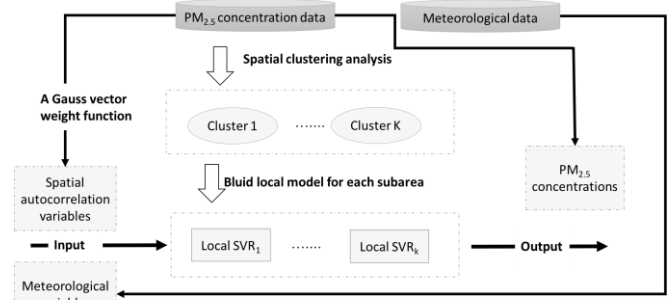 PM2.5 concentration data
Meteorological data
Spatial clustering analysis
A Gauss vector
weight function
Cluster 1
.......
Cluster K
Bluid local model for each subarea
Spatial
autocorrelation
variables
PM2.5
concentrations
Input
Local SVR1
......
Local SVRk
Output
Meteorological